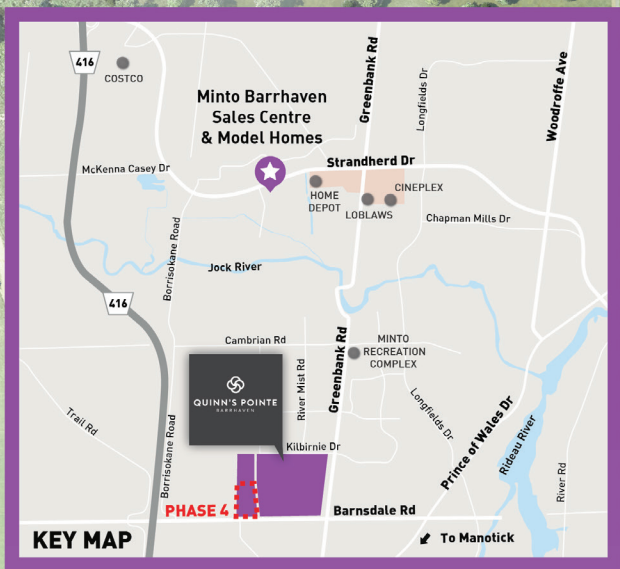 416
COSTCO
Minto Barrhaven
Sales Centre
& Model Homes
Greenbank Rd
Longfields Dr
Woodroffe Ave
McKenna Casey Dr
Strandherd Dr
HOME
DEPOT
LOBLAWS
CINEPLEX
Chapman Mills Dr
Borrisokane Road
Jock River
416
Cambrian Rd
MINTO
RECREATION
COMPLEX
QUINN'S POINTE
BARRHAVEN
River Mist Rd
Greenbank Rd
Longfields Dr
Prince of Wales Dr
Rideau River
River Rd
Trail Rd
Borrisokane Road
Kilbirnie Dr
PHASE 4
Barnsdale Rd
KEY MAP
To Manotick